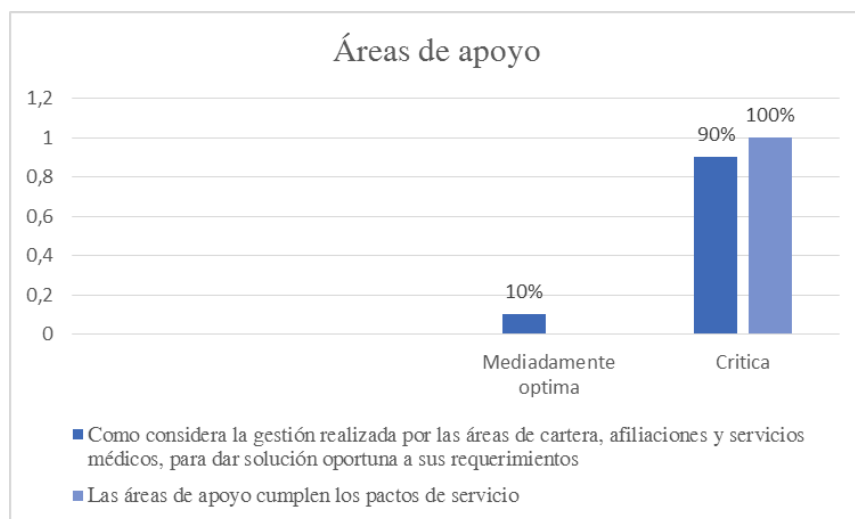 Áreas de apoyo
1,2
1
0,8
0,6
0,4
0,2
0
10%
90%
100%
Mediadamente
optima
Critica
Como considera la gestión realizada por las áreas de cartera, afiliaciones y servicios
médicos, para dar solución oportuna a sus requerimientos
Las áreas de apoyo cumplen los pactos de servicio